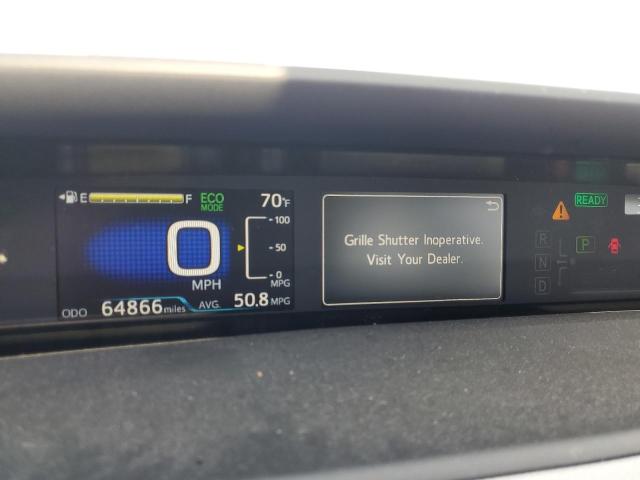 E F ECO MODE 70°F
100
0 50
0
MPH MPG
ODO 64866 miles AVG. 50.8 MPG
Grille Shutter Inoperative.
Visit Your Dealer.
READY
R P
N
D